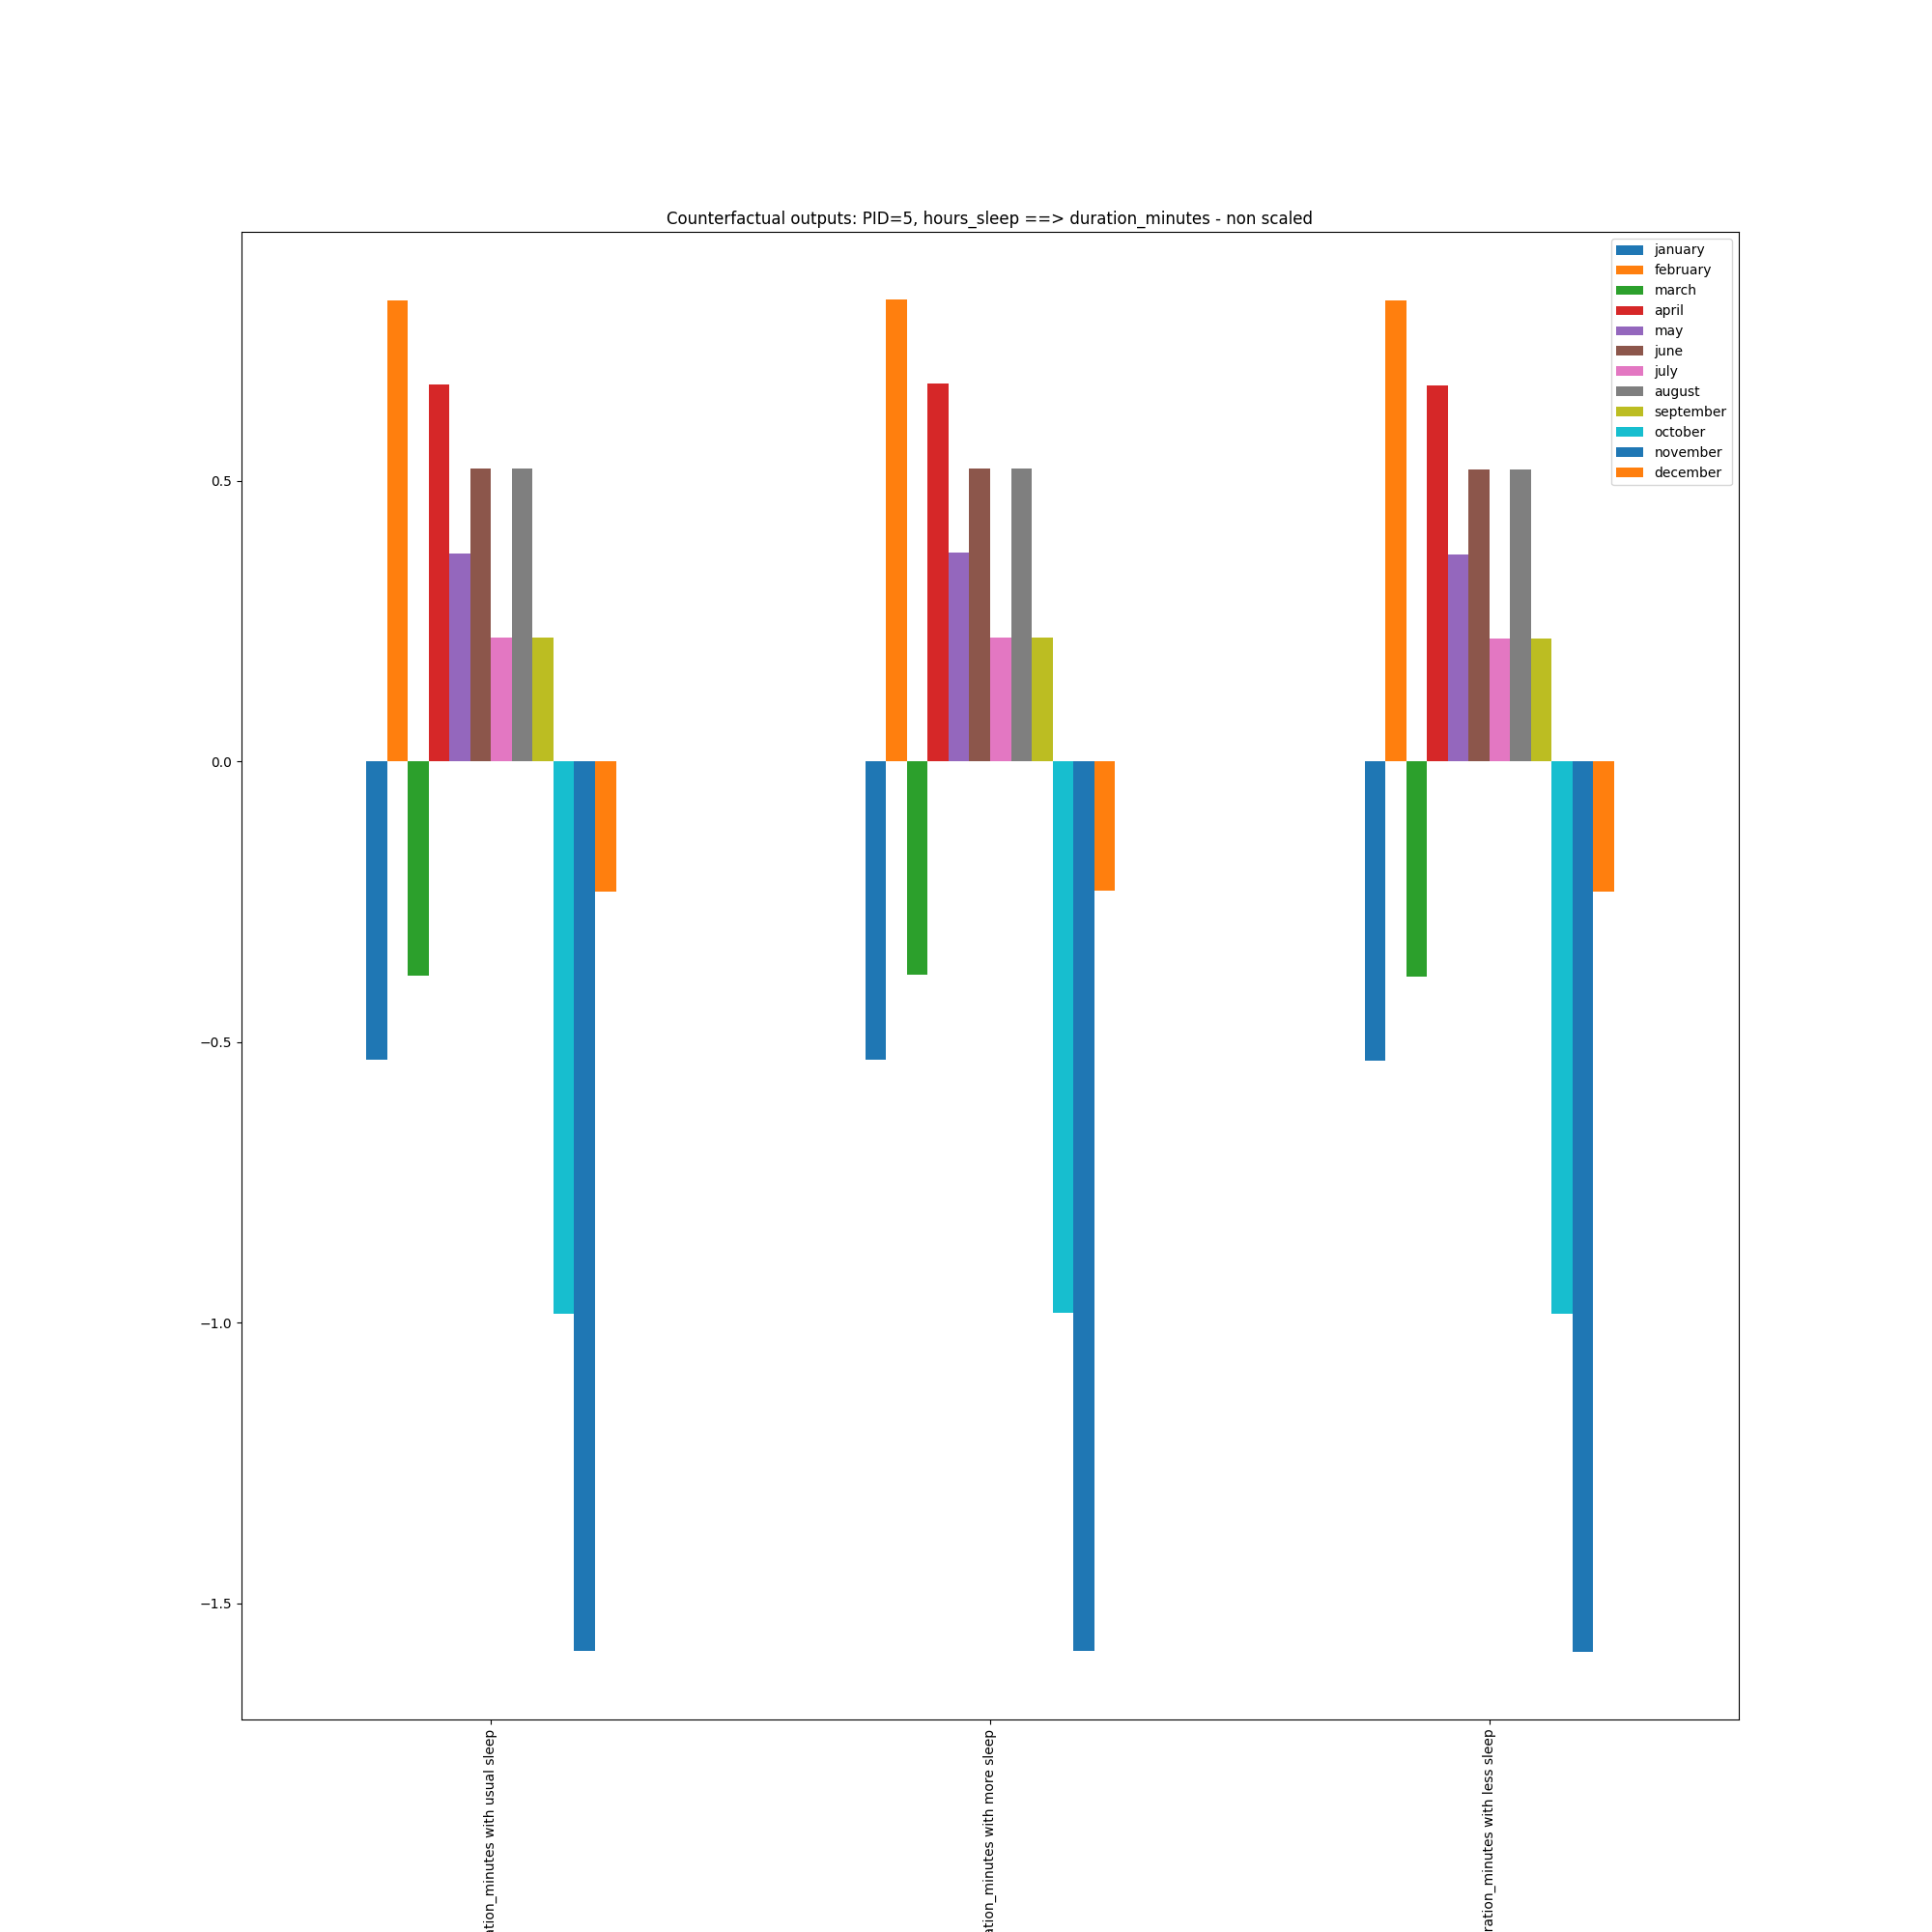 Counterfactual outputs: PID=5, hours_sleep ==> duration_minutes - non scaled
january
february
march
april
may
june
july
august
september
october
november
december
0.5
0.0
−0.5
−1.0
−1.5
ation_minutes with usual sleep
ation_minutes with more sleep
ration_minutes with less sleep